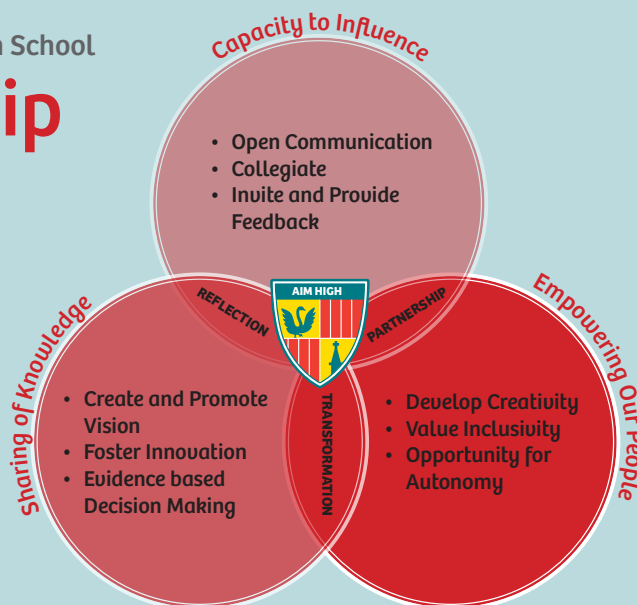 School
ip
Capacity to Influence
• Open Communication
• Collegiate
• Invite and Provide
Feedback
AIM HIGH
REFLECTION
PARTNERSHIP
TRANSFORMATION
Sharing of Knowledge
• Create and Promote
Vision
• Foster Innovation
• Evidence based
Decision Making
Empowering Our People
• Develop Creativity
• Value Inclusivity
• Opportunity for
Autonomy